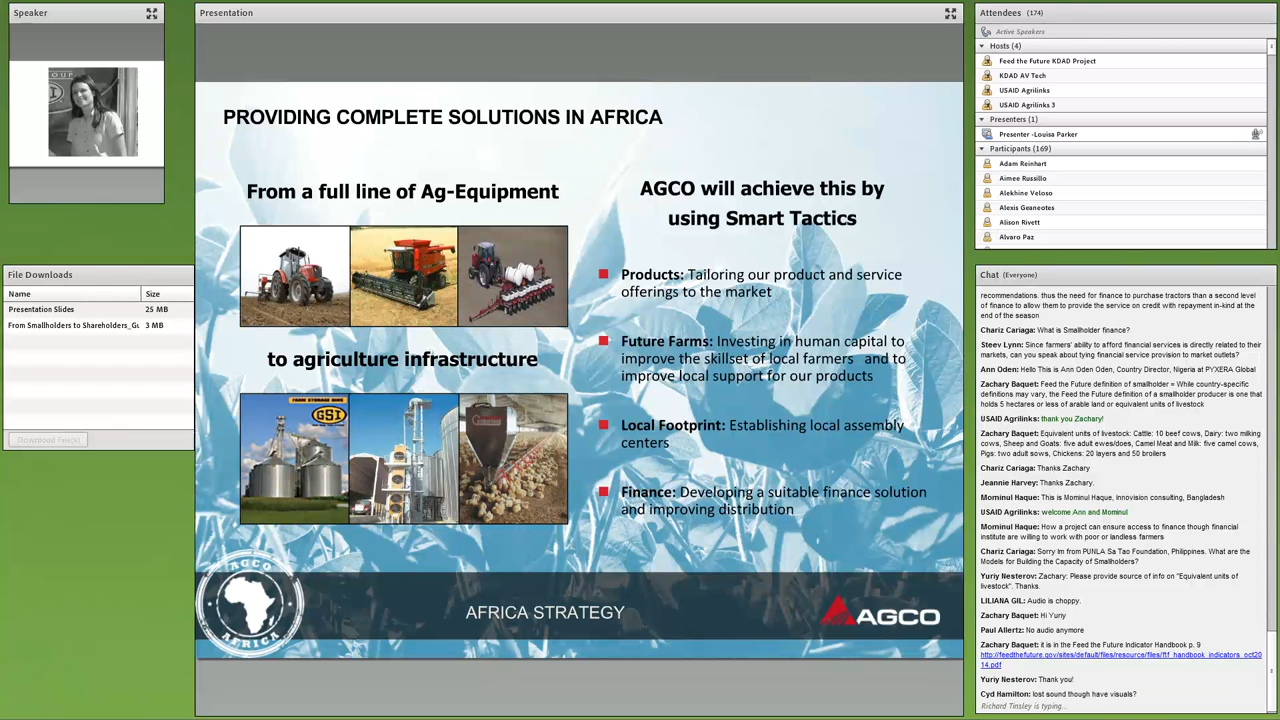 Speaker
Presentation
PROVIDING COMPLETE SOLUTIONS IN AFRICA
From a full line of Ag-Equipment
to agriculture infrastructure
FARM STORAGE BINS
GSI
AGCO will achieve this by
using Smart Tactics
Products: Tailoring our product and service
offerings to the market
Future Farms: Investing in human capital to
improve the skillset of local farmers and to
improve local support for our products
Local Footprint: Establishing local assembly
centers
Finance: Developing a suitable finance solution
and improving distribution
AGCO
AFRICA
AFRICA STRATEGY
AGCO
File Downloads
Name Size
Presentation Slides 25 MB
From Smallholders to Shareholders_Gu 3 MB
Download File(s)
Attendees (174)
Active Speakers
Hosts (4)
Feed the Future KDAD Project
KDAD AV Tech
USAID Agrilinks
USAID Agrilinks 3
Presenters (1)
Presenter -Louisa Parker
Participants (169)
Adam Reinhart
Aimee Russillo
Alekhine Veloso
Alexis Geaneotes
Alison Rivett
Alvaro Paz
Chat (Everyone)
recommendations. thus the need for finance to purchase tractors than a second level
of finance to allow them to provide the service on credit with repayment in-kind at the
end of the season
Chariz Cariaga: What is Smallholder finance?
Steev Lynn: Since farmers' ability to afford financial services is directly related to their
markets, can you speak about tying financial service provision to market outlets?
Ann Oden: Hello This is Ann Oden Oden, Country Director, Nigeria at PYXERA Global
Zachary Baquet: Feed the Future definition of smallholder = While country-specific
definitions may vary, the Feed the Future definition of a smallholder producer is one that
holds 5 hectares or less of arable land or equivalent units of livestock
USAID Agrilinks: thank you Zachary!
Zachary Baquet: Equivalent units of livestock: Cattle: 10 beef cows, Dairy: two milking
cows, Sheep and Goats: five adult ewes/does, Camel Meat and Milk: five camel cows,
Pigs: two adult sows, Chickens: 20 layers and 50 broilers
Chariz Cariaga: Thanks Zachary
Jeannie Harvey: Thanks Zachary.
Mominul Haque: This is Mominul Haque, Innovision consulting, Bangladesh
USAID Agrilinks: welcome Ann and Mominul
Mominul Haque: How a project can ensure access to finance though financial
institute are willing to work with poor or landless farmers
Chariz Cariaga: Sorry Im from PUNLA Sa Tao Foundation, Philippines. What are the
Models for Building the Capacity of Smallholders?
Yuriy Nesterov: Zachary: Please provide source of info on "Equivalent units of
livestock". Thanks.
LILIANA GIL: Audio is choppy.
Zachary Baquet: Hi Yuriy
Paul Allertz: No audio anymore
Zachary Baquet: it is in the Feed the Future Indicator Handbook p. 9
http://feedthefuture.gov/sites/default/files/resource/files/ftf_handbook_indicators_oct20
14.pdf
Yuriy Nesterov: Thank you!
Cyd Hamilton: lost sound though have visuals?
Richard Tinsley is typing...